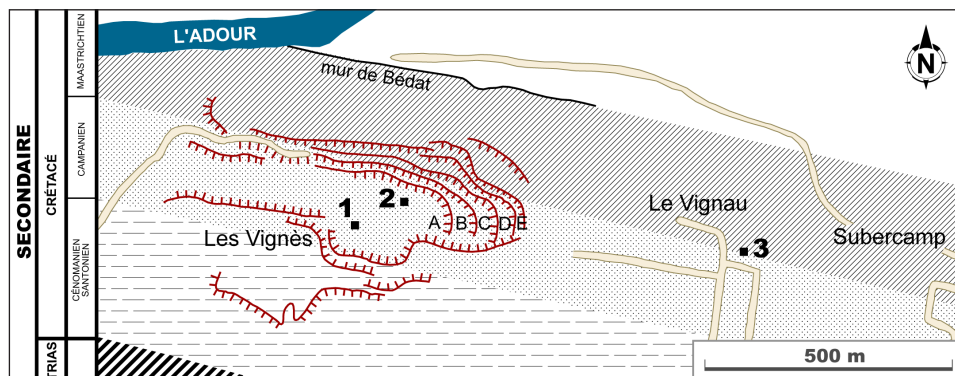 SECONDAIRE
CRÉTACÉ
TRIAS
MAASTRICHTIEN
CAMPANIEN
CÉNOMANIEN
SANTONIEN
L'ADOUR
mur de Bédat
N
1
2
3
A
B
C
D
E
Les Vignès
Le Vignau
Subercamp
500 m